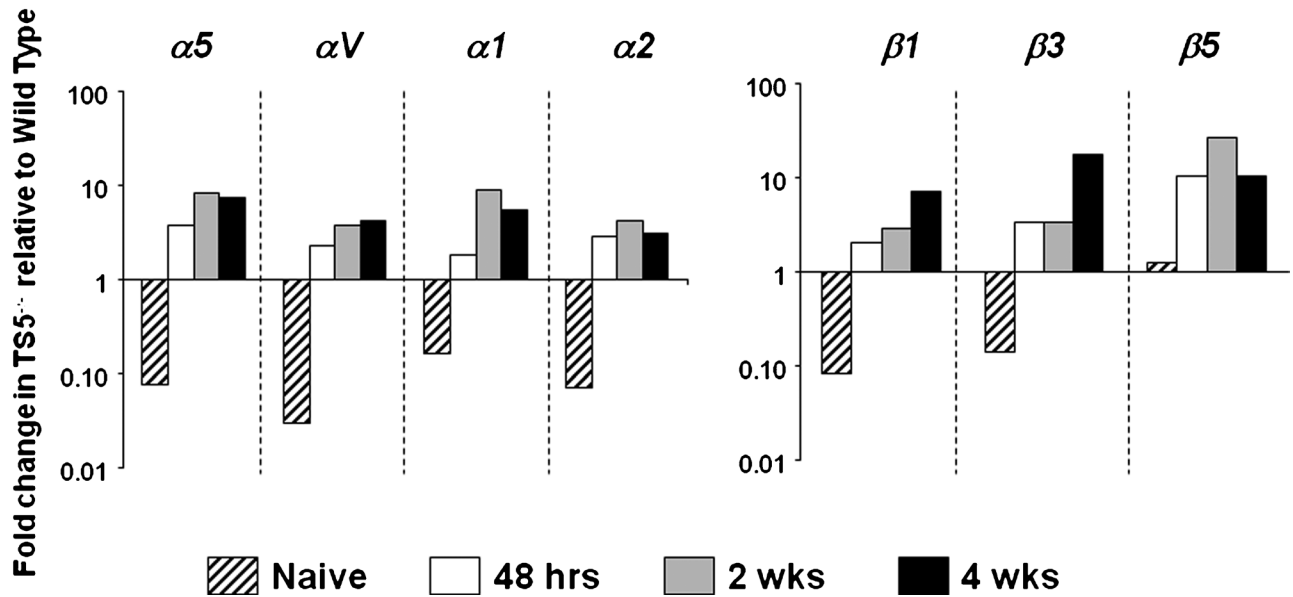 Fold change in TS5-/- relative to Wild Type
α5 αV α1 α2
100
10
1
0.10
0.01
β1 β3 β5
100
10
1
0.10
0.01
Naive 48 hrs 2 wks 4 wks